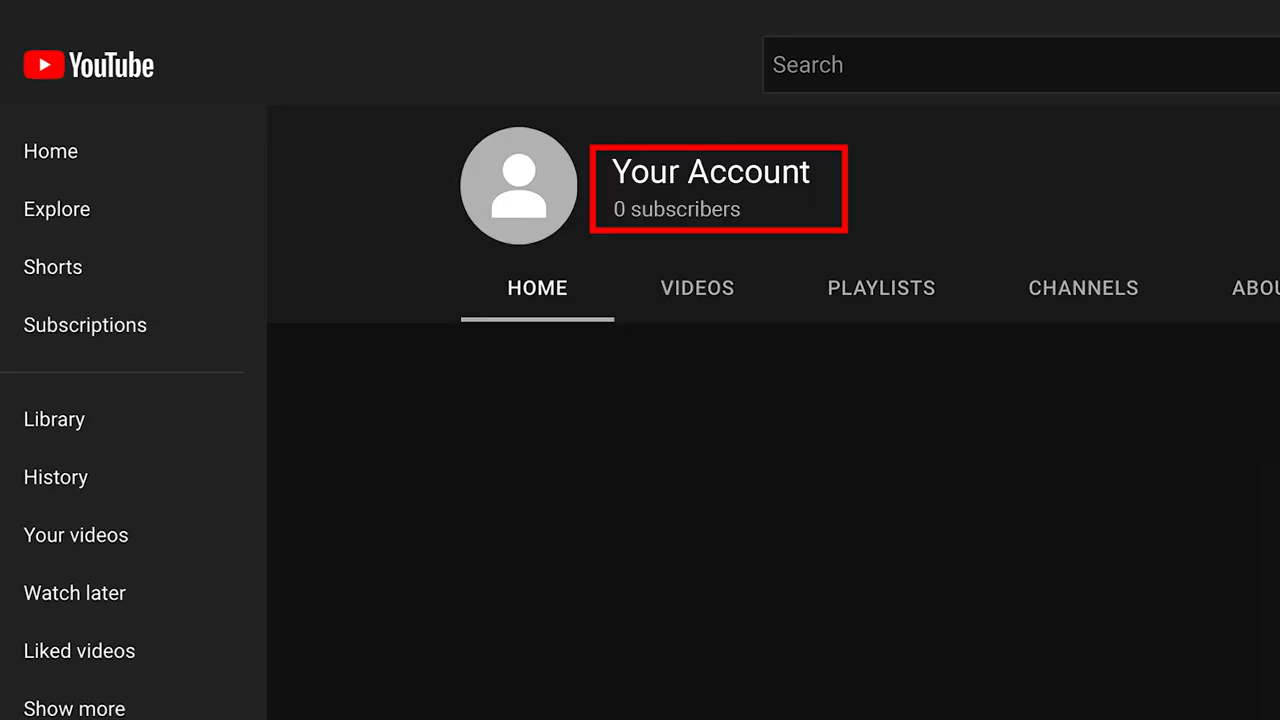 YouTube
Search
Home
Explore
Shorts
Subscriptions
Library
History
Your videos
Watch later
Liked videos
Show more
Your Account
0 subscribers
HOME VIDEOS PLAYLISTS CHANNELS ABOU